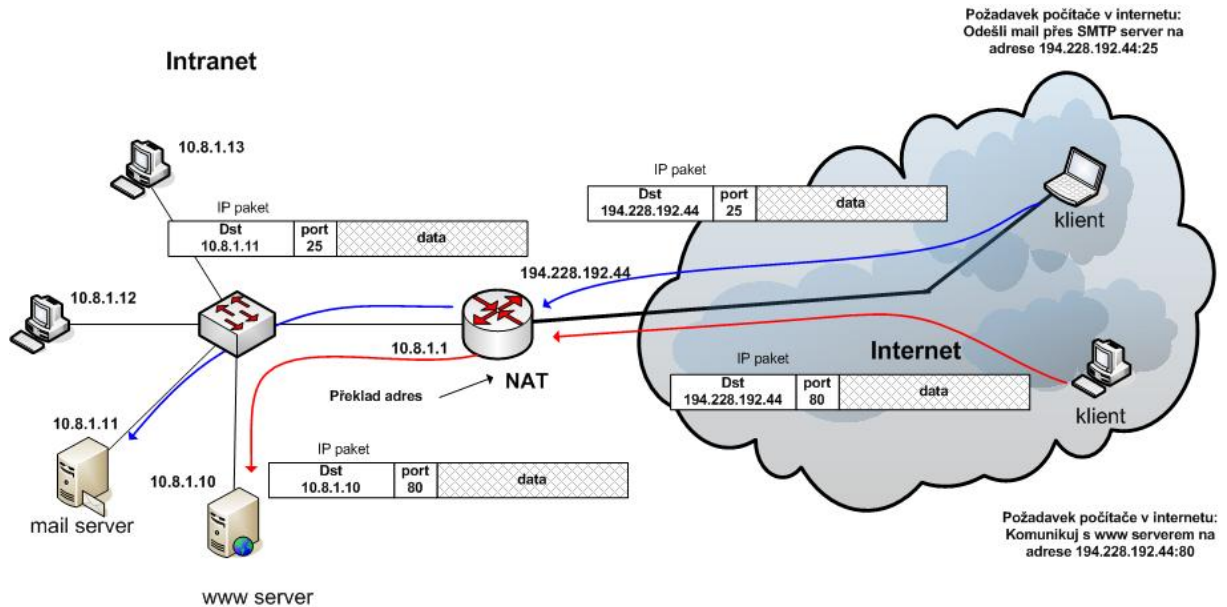 Požadavek počítače v internetu:
Odešli mail přes SMTP server na
adrese 194.228.192.44:25
Intranet
10.8.1.13
IP paket
Dst
194.228.192.44
port
25
data
klient
IP paket
Dst
10.8.1.11
port
25
data
194.228.192.44
10.8.1.12
10.8.1.1
NAT
Překlad adres
Internet
IP paket
Dst
194.228.192.44
port
80
data
klient
10.8.1.11
mail server
10.8.1.10
IP paket
Dst
10.8.1.10
port
80
data
www server
Požadavek počítače v internetu:
Komunikuj s www serverem na
adrese 194.228.192.44:80